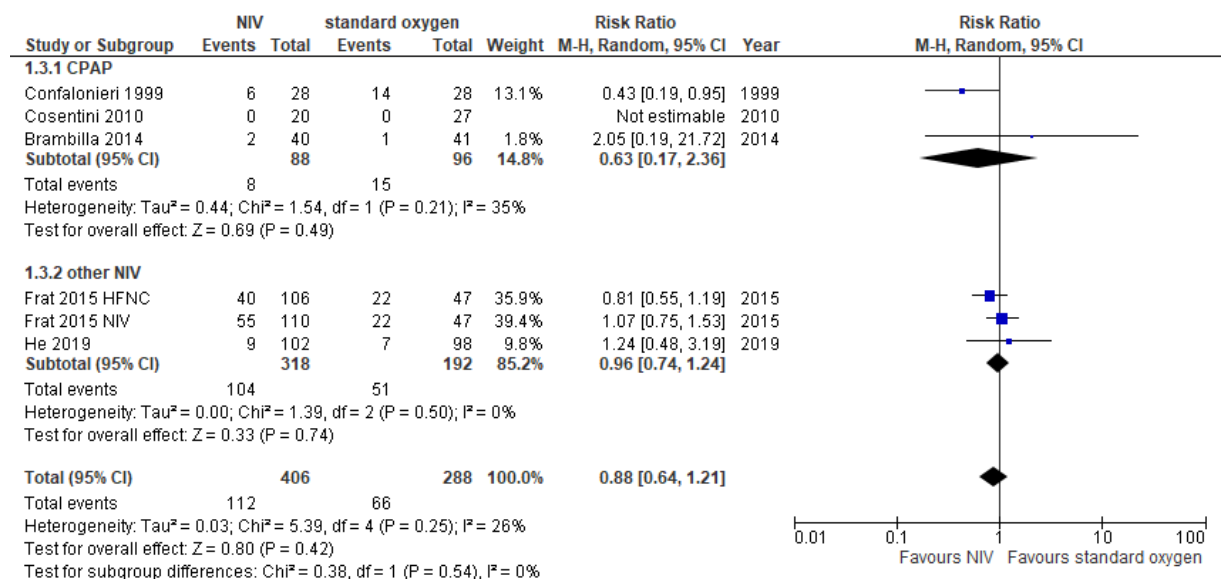 NIV standard oxygen Risk Ratio Risk Ratio
Study or Subgroup Events Total Events Total Weight M-H, Random, 95% CI Year M-H, Random, 95% CI
1.3.1 CPAP
Confalonieri 1999 6 28 14 28 13.1% 0.43 [0.19, 0.95] 1999
Cosentini 2010 0 20 0 27 Not estimable 2010
Brambilla 2014 2 40 1 41 1.8% 2.05 [0.19, 21.72] 2014
Subtotal (95% CI) 88 96 14.8% 0.63 [0.17, 2.36]
Total events 8 15
Heterogeneity: Tau² = 0.44; Chi² = 1.54, df = 1 (P = 0.21); I² = 35%
Test for overall effect: Z = 0.69 (P = 0.49)
1.3.2 other NIV
Frat 2015 HFNC 40 106 22 47 35.9% 0.81 [0.55, 1.19] 2015
Frat 2015 NIV 55 110 22 47 39.4% 1.07 [0.75, 1.53] 2015
He 2019 9 102 7 98 9.8% 1.24 [0.48, 3.19] 2019
Subtotal (95% CI) 318 192 85.2% 0.96 [0.74, 1.24]
Total events 104 51
Heterogeneity: Tau² = 0.00; Chi² = 1.39, df = 2 (P = 0.50); I² = 0%
Test for overall effect: Z = 0.33 (P = 0.74)
Total (95% CI) 406 288 100.0% 0.88 [0.64, 1.21]
Total events 112 66
Heterogeneity: Tau² = 0.03; Chi² = 5.39, df = 4 (P = 0.25); I² = 26%
Test for overall effect: Z = 0.80 (P = 0.42)
Test for subgroup differences: Chi² = 0.38, df = 1 (P = 0.54), I² = 0%
0.01 0.1 1 10 100
Favours NIV Favours standard oxygen